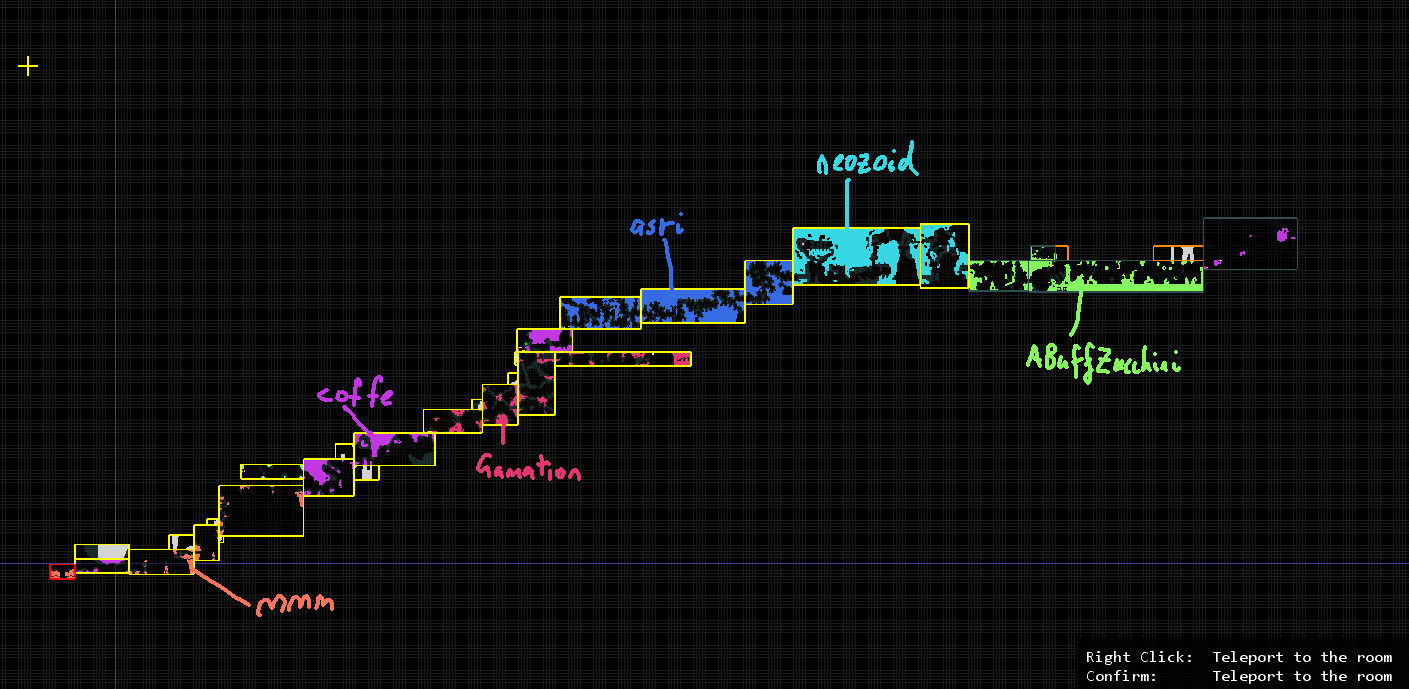 neozoid
asri
ABuffZucchini
coffe
Gamation
mmm
Right Click: Teleport to the room
Confirm: Teleport to the room